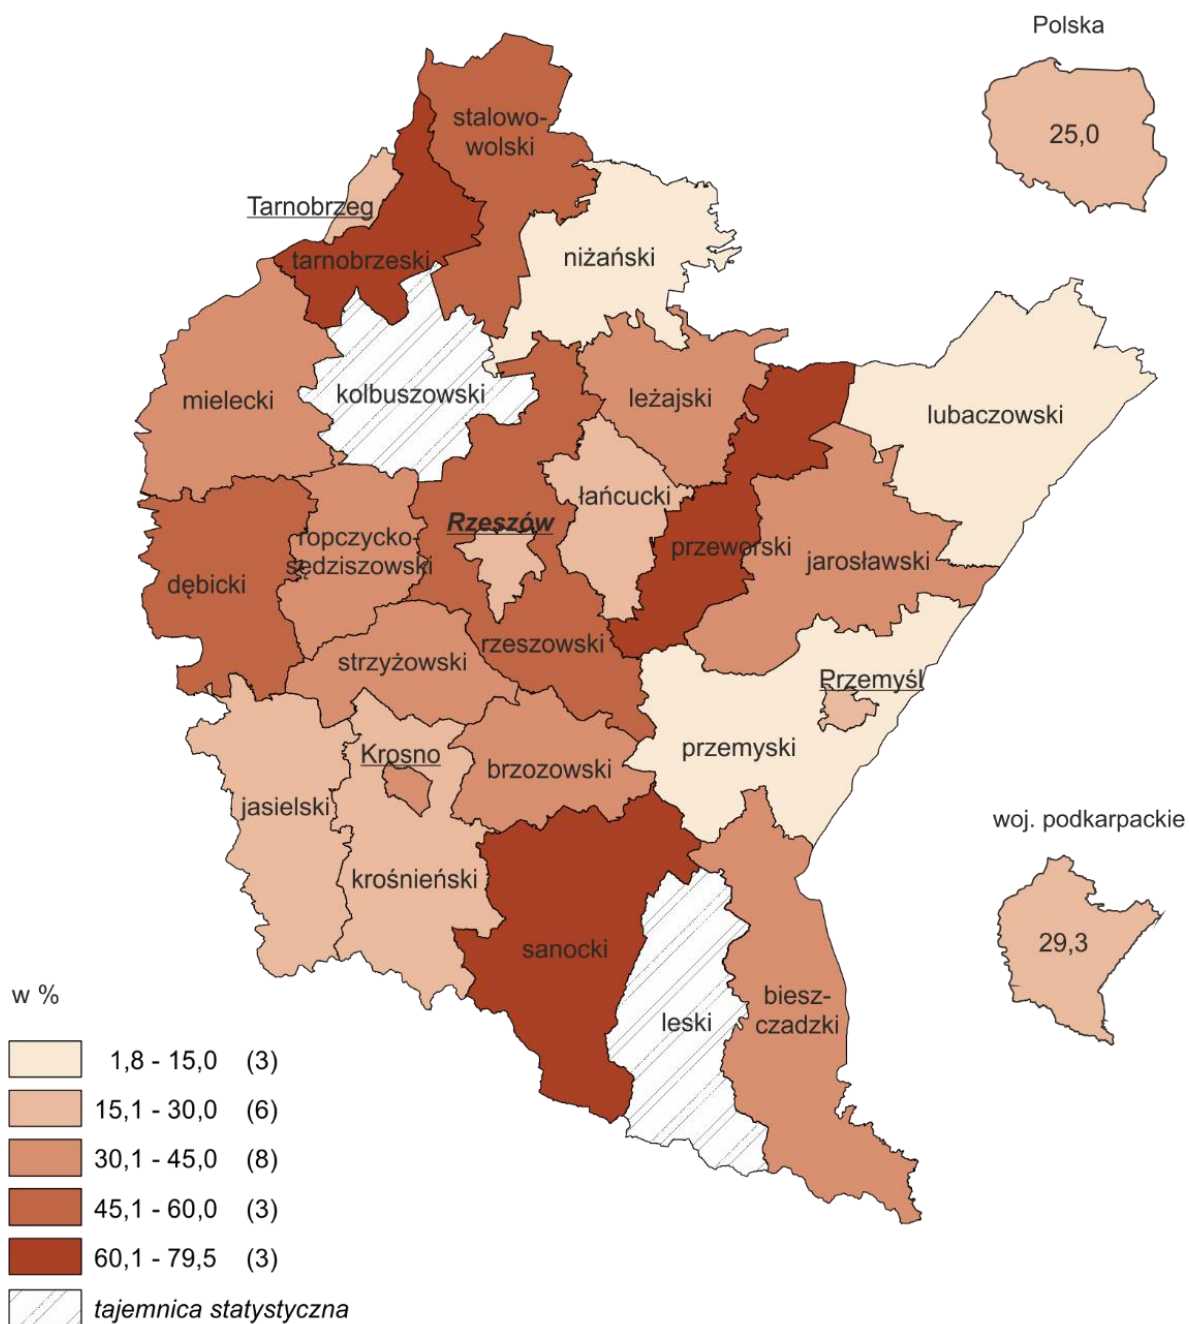 Polska
25,0
stalowo-
wolski
Tarnobrzeg
tarnobrzeski
niżański
mielecki
kolbuszowski
leżajski
lubaczowski
łańcucki
Rzeszów
ropczycko-
sędziszowski
przeworski
jarosławski
dębicki
rzeszowski
strzyżowski
Przemyśl
przemyski
Krosno
brzozowski
jasielski
woj. podkarpackie
krośnieński
29,3
sanocki
leski
biesz-
czadzki
w %
1,8 - 15,0 (3)
15,1 - 30,0 (6)
30,1 - 45,0 (8)
45,1 - 60,0 (3)
60,1 - 79,5 (3)
tajemnica statystyczna